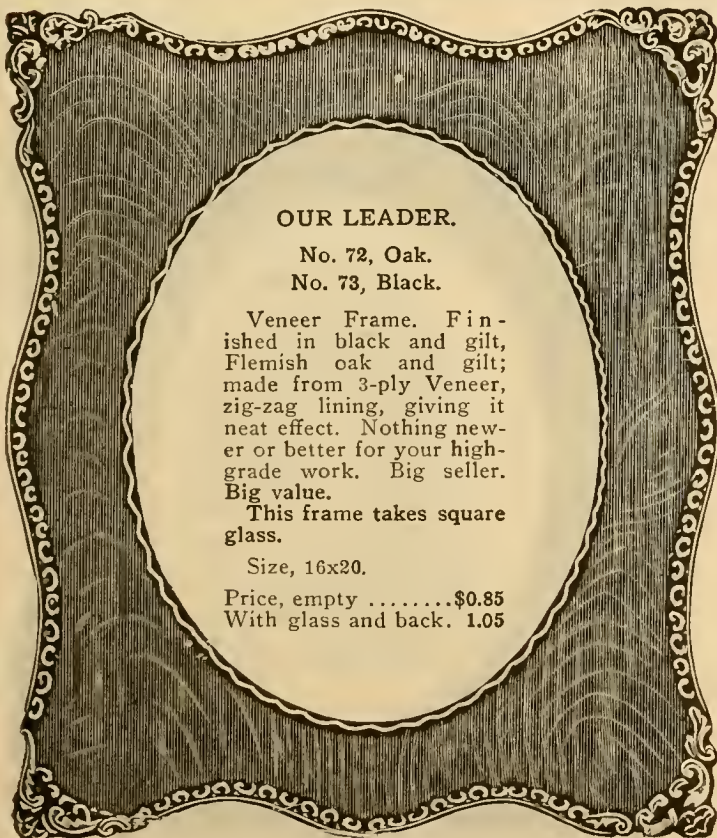 OUR LEADER.
No. 72, Oak.
No. 73, Black.
Veneer Frame. Fin-
ished in black and gilt,
Flemish oak and gilt;
made from 3-ply Veneer,
zig-zag lining, giving it
neat effect. Nothing new-
er or better for your high-
grade work. Big seller.
Big value.
This frame takes square
glass.
Size, 16x20.
Price, empty ........$0.85
With glass and back. 1.05